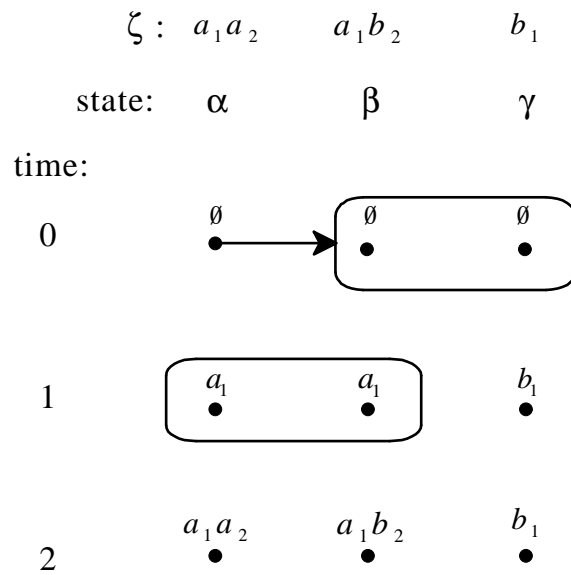 ζ : a₁a₂ a₁b₂ b₁
state: α β γ
time:
0 ∅ ∅ ∅
1 a₁ a₁ b₁
2 a₁a₂ a₁b₂ b₁